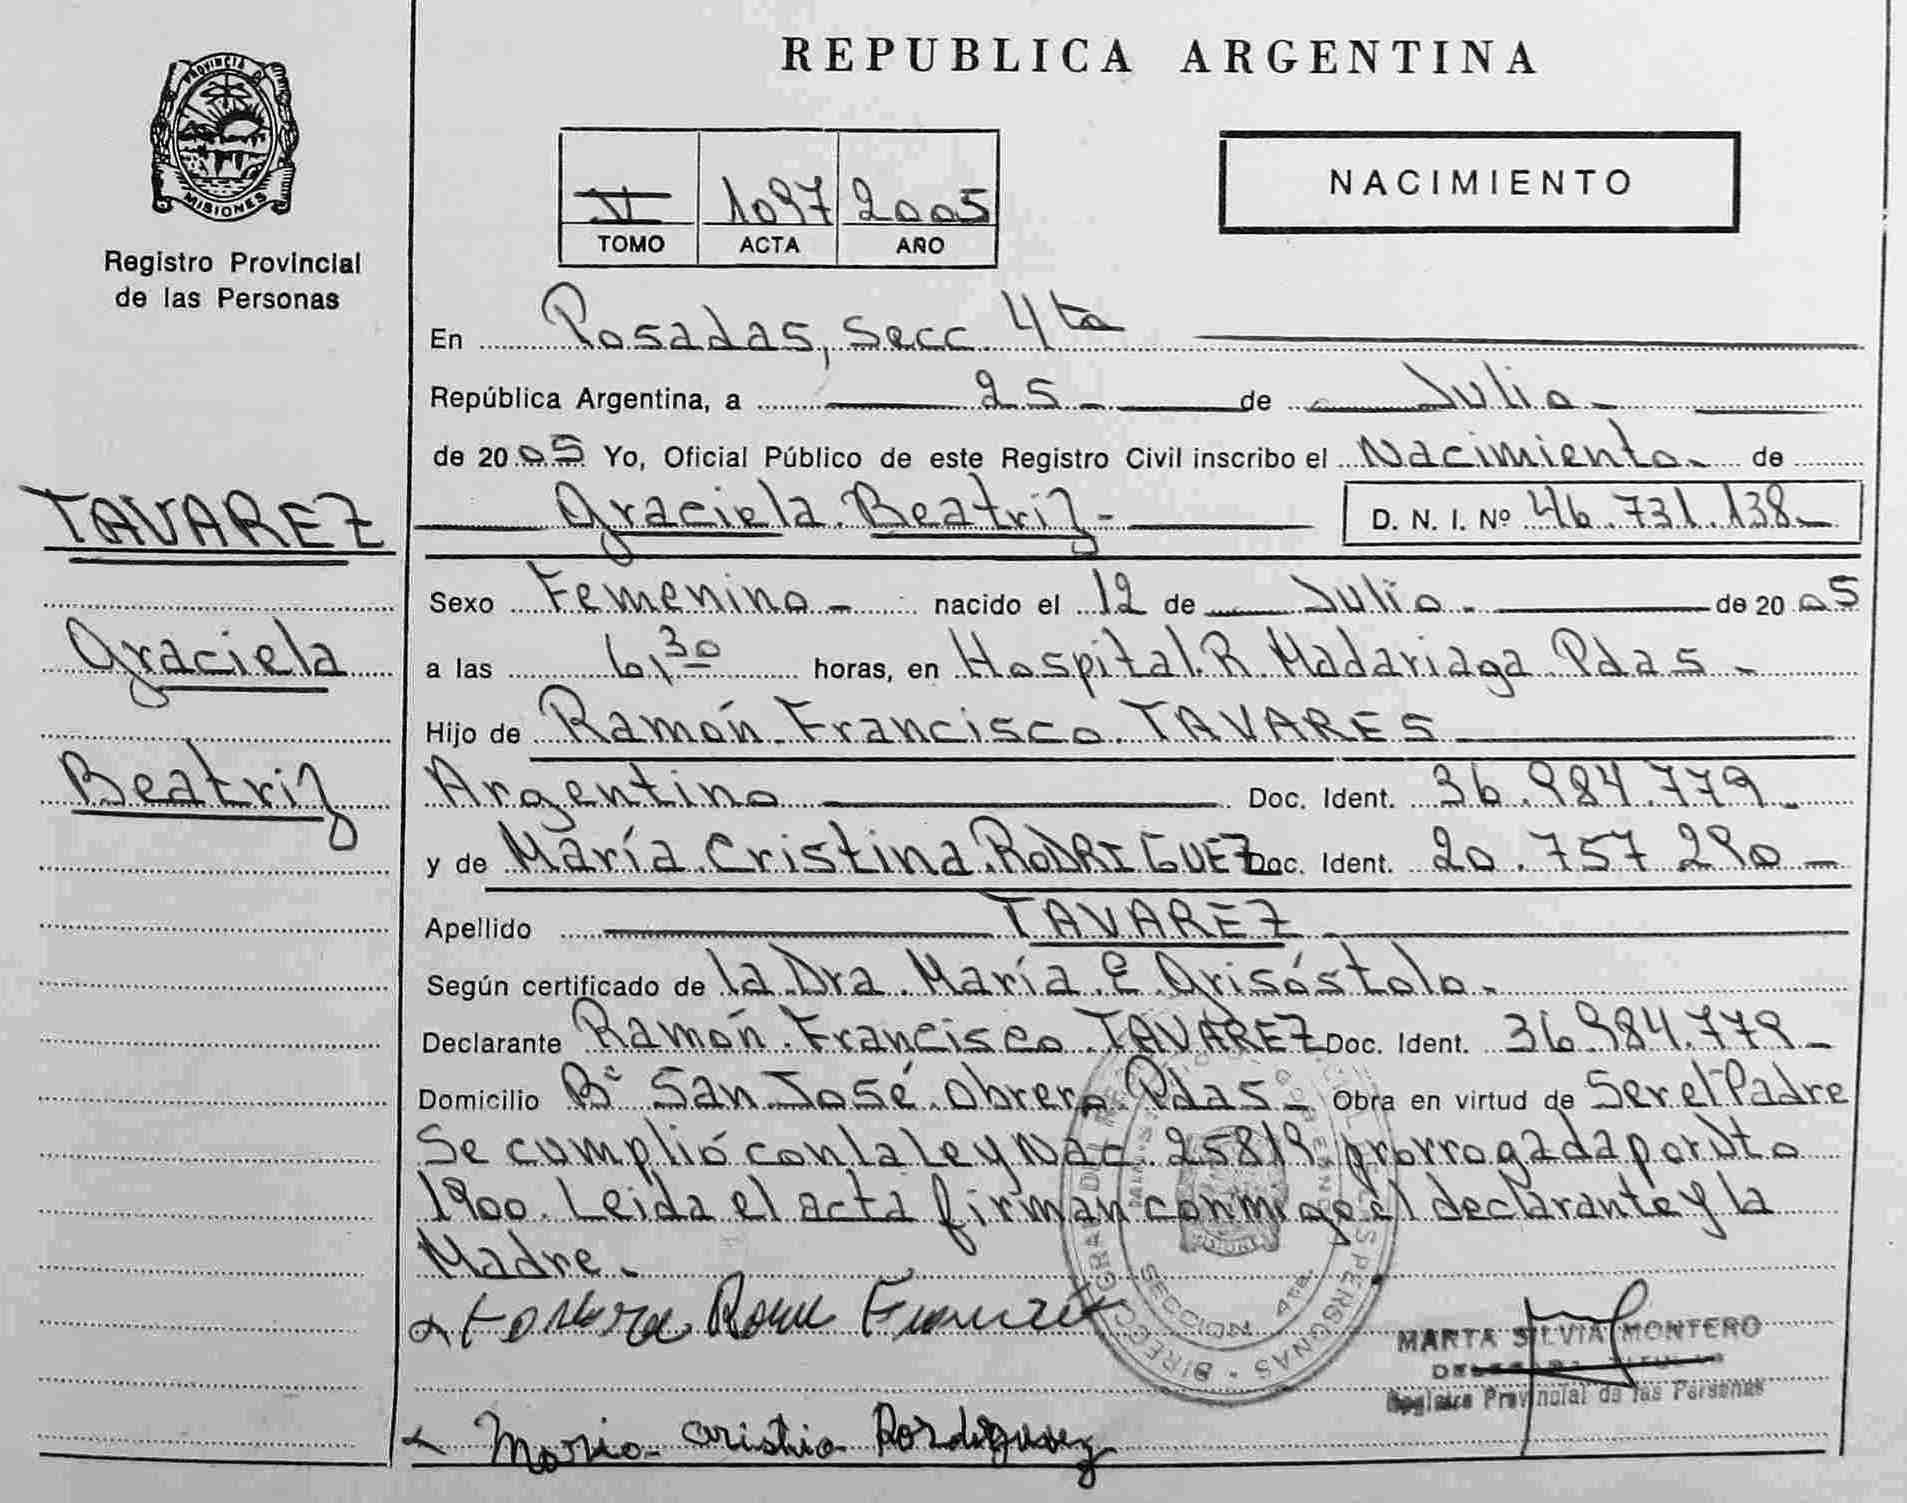 REPUBLICA ARGENTINA
PROVINCIA D
MISIONES
Registro Provincial
de las Personas
1097 2005
TOMO ACTA AÑO
NACIMIENTO
En Posadas, Secc. 4ta
República Argentina, a 25 de Julio
de 2005 Yo, Oficial Público de este Registro Civil inscribo el Nacimiento de
TAVAREZ
Graciela Beatriz D. N. I. Nº 46.731.138
Sexo Femenino nacido el 12 de Julio de 2005
Graciela
a las 6,30 horas, en Hospital R. Madariaga Pdas
Hijo de Ramón Francisco TAVARES
Beatriz
Argentino Doc. Ident. 36.984.779
y de María Cristina RODRIGUEZ Doc. Ident. 20.757.290
Apellido TAVAREZ
Según certificado de la Dra. María E. Grisóstolo
Declarante Ramón Francisco TAVAREZ Doc. Ident. 36984.779
Domicilio Bº San José Obrero Pdas Obra en virtud de Ser el Padre
Se cumplió con la Ley Nac. 25819 prorrogada por Dto
1900. Leida el acta firman conmigo el declarante y la
Madre.
SECCION 4ta.
MARTA SILVIA MONTERO
Registro Provincial de las Personas